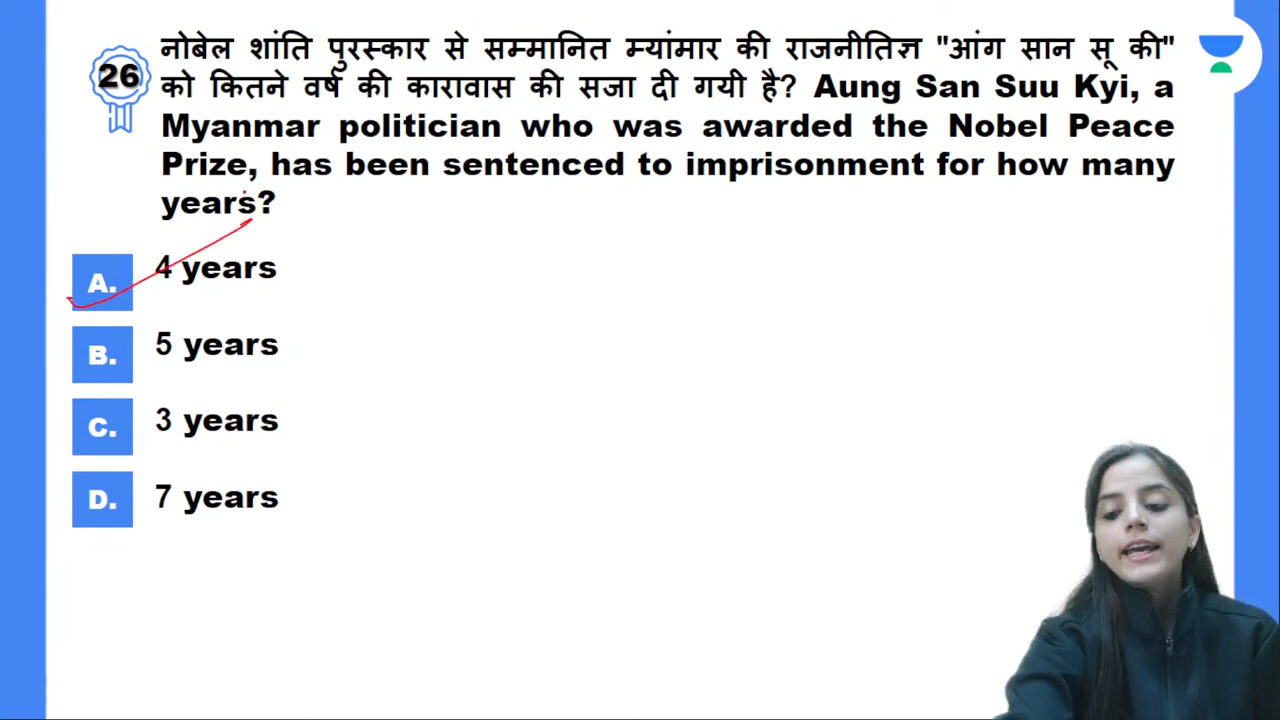 26
नोबेल शांति पुरस्कार से सम्मानित म्यांमार की राजनीतिज्ञ "आंग सान सू की"
को कितने वर्ष की कारावास की सजा दी गयी है? Aung San Suu Kyi, a
Myanmar politician who was awarded the Nobel Peace
Prize, has been sentenced to imprisonment for how many
years?
A. 4 years
B. 5 years
C. 3 years
D. 7 years